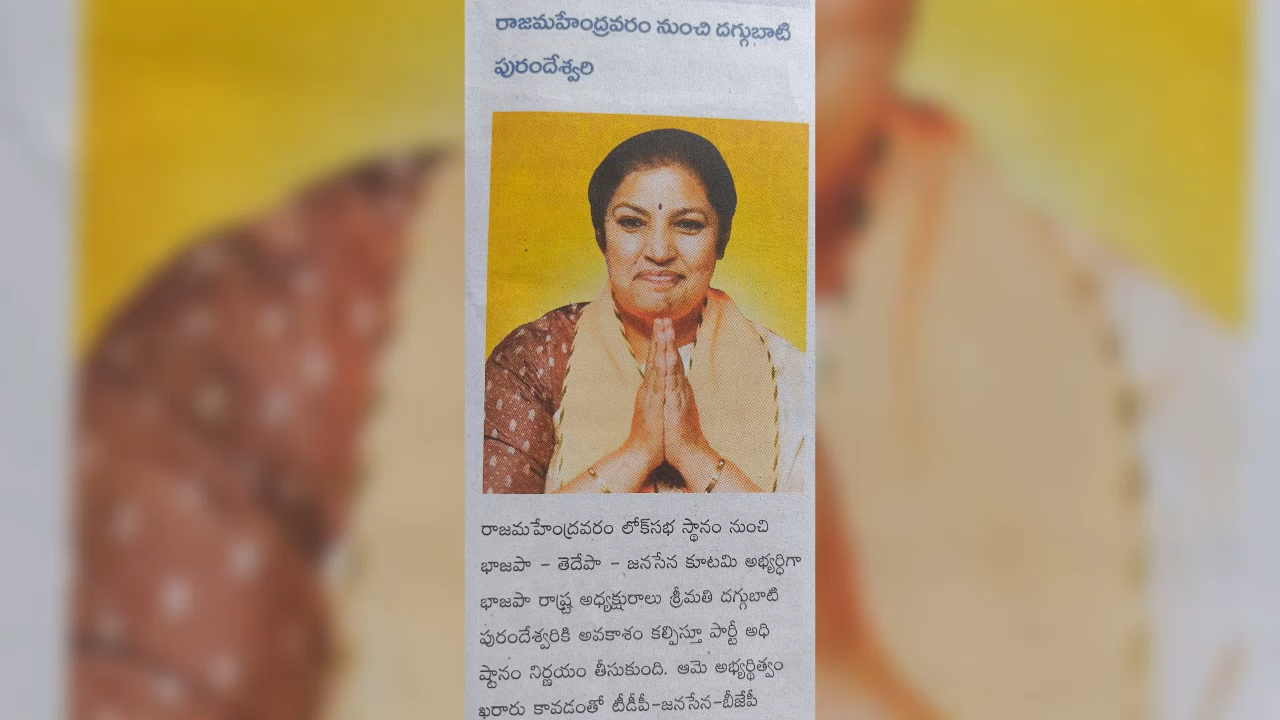 రాజమహేంద్రవరం నుంచి దగ్గుబాటి
పురందేశ్వరి
రాజమహేంద్రవరం లోక్‌సభ స్థానం నుంచి
భాజపా - తెదేపా - జనసేన కూటమి అభ్యర్ధిగా
భాజపా రాష్ట్ర అధ్యక్షురాలు శ్రీమతి దగ్గుబాటి
పురందేశ్వరికి అవకాశం కల్పిస్తూ పార్టీ అధి
ష్టానం నిర్ణయం తీసుకుంది. ఆమె అభ్యర్థిత్వం
ఖరారు కావడంతో టీడీపీ-జనసేన-బీజేపీ